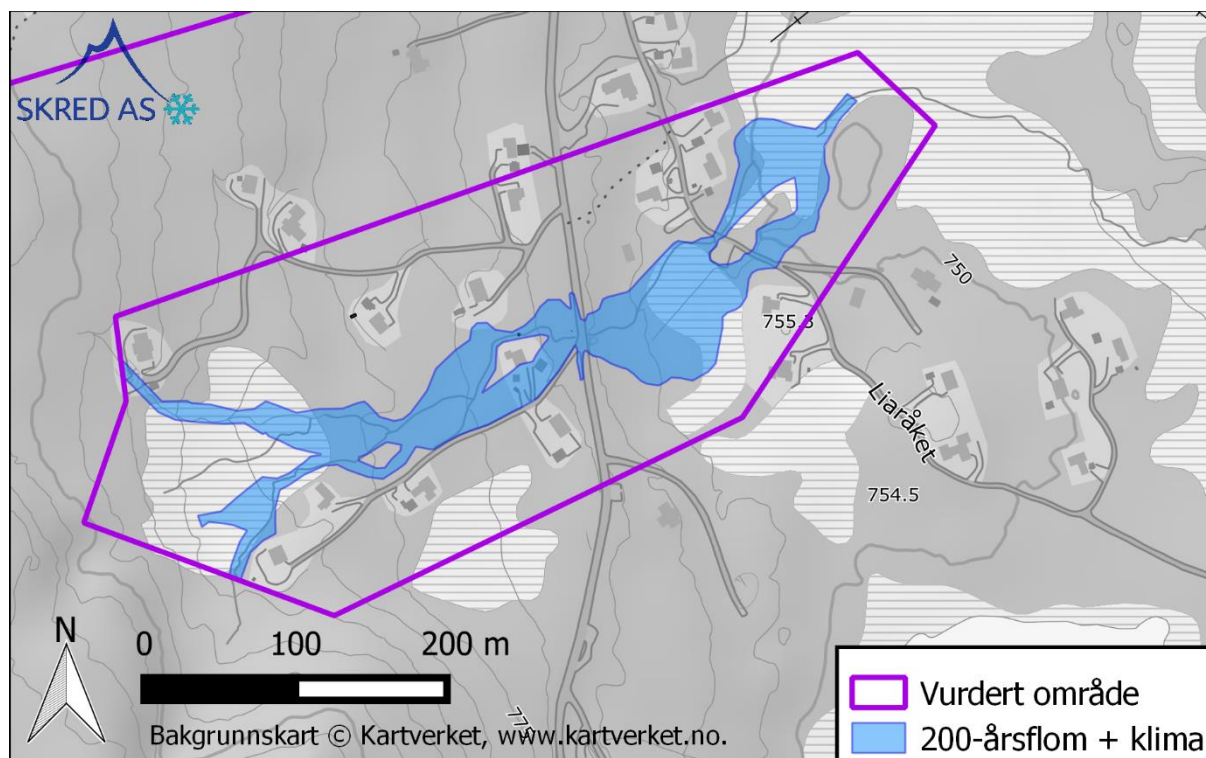 SKRED AS
750
755.3
Liaråket
754.5
N
0 100 200 m
Bakgrunnskart © Kartverket, www.kartverket.no.
Vurdert område
200-årsflom + klima